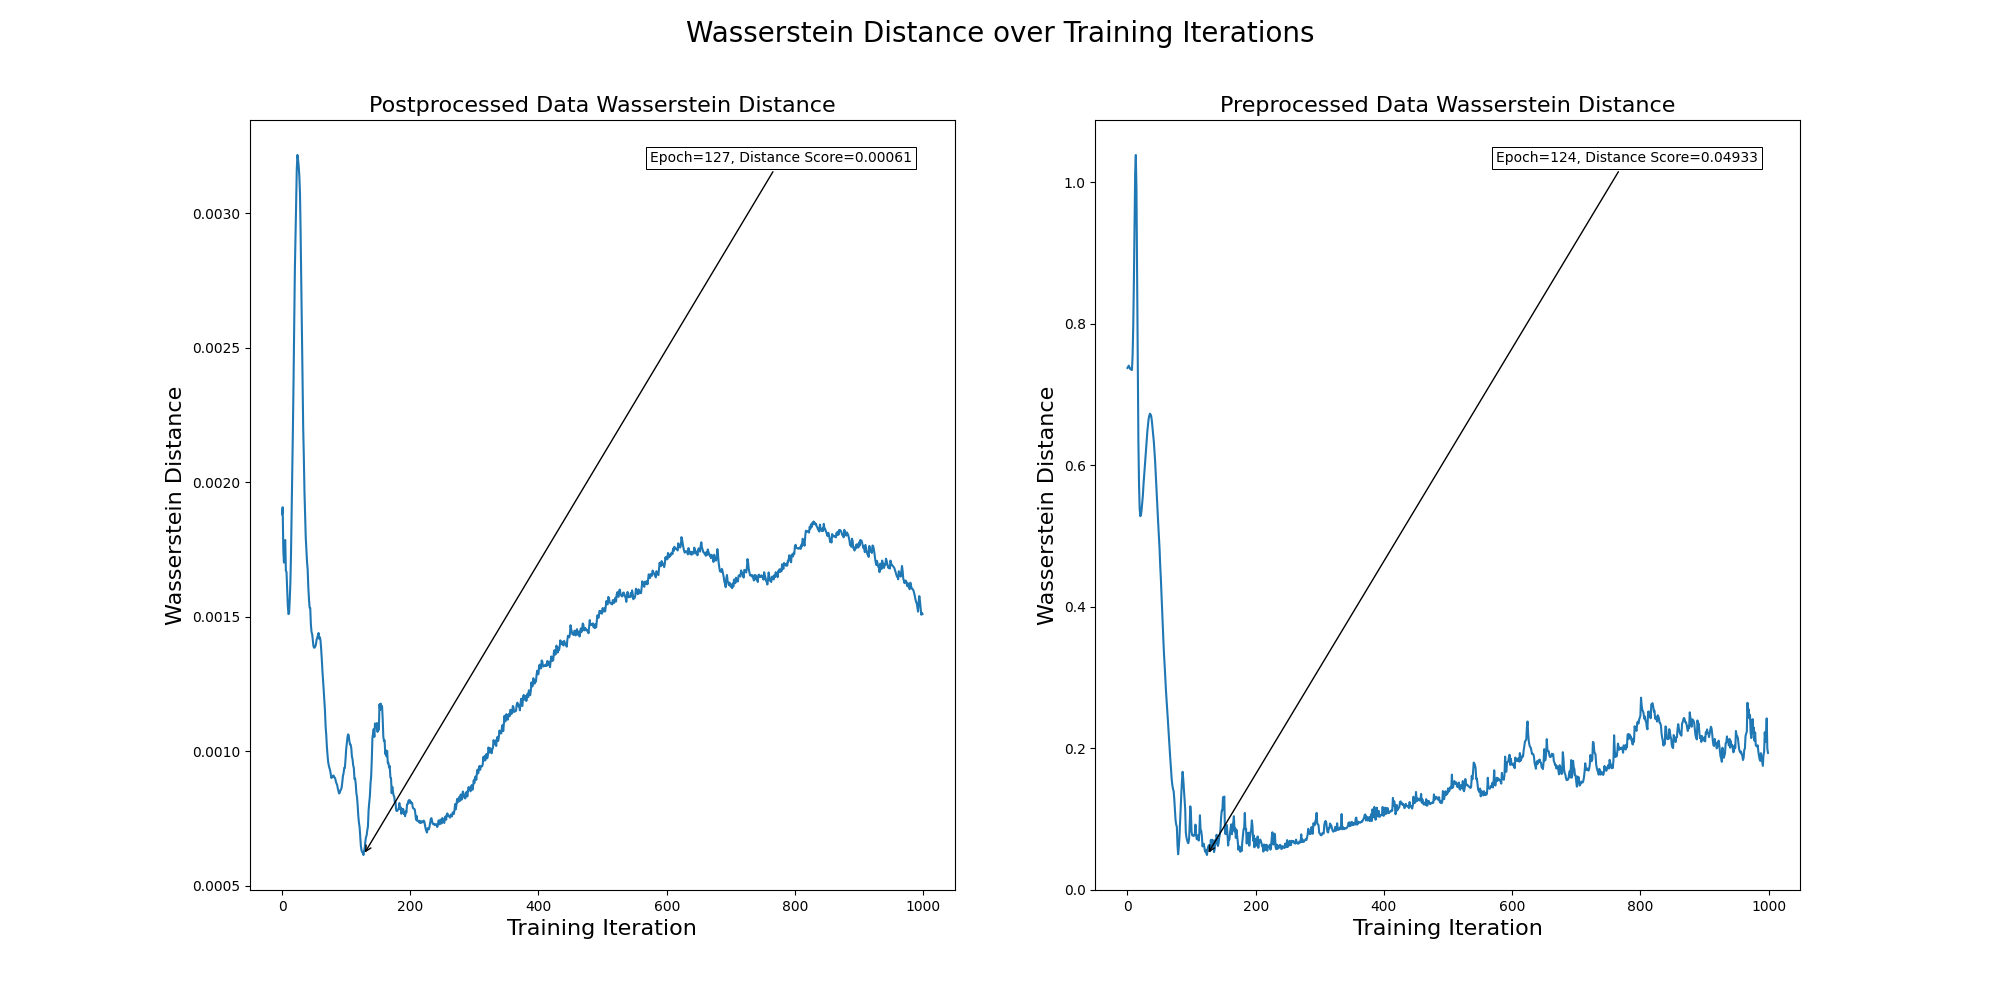 Wasserstein Distance over Training Iterations
Postprocessed Data Wasserstein Distance
Epoch=127, Distance Score=0.00061
0.0030
0.0025
0.0020
0.0015
0.0010
0.0005
Wasserstein Distance
0 200 400 600 800 1000
Training Iteration
Preprocessed Data Wasserstein Distance
Epoch=124, Distance Score=0.04933
1.0
0.8
0.6
0.4
0.2
0.0
Wasserstein Distance
0 200 400 600 800 1000
Training Iteration